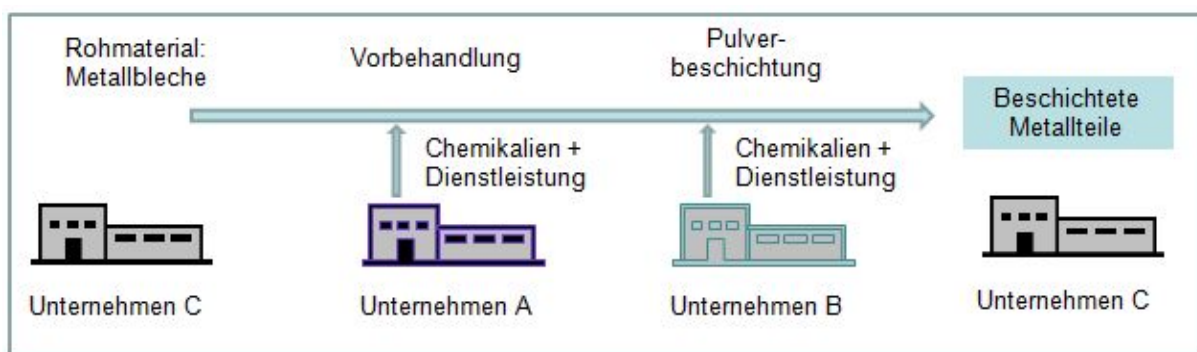 Rohmaterial:
Metallbleche
Vorbehandlung
Pulver-
beschichtung
Beschichtete
Metallteile
Chemikalien +
Dienstleistung
Chemikalien +
Dienstleistung
Unternehmen C
Unternehmen A
Unternehmen B
Unternehmen C